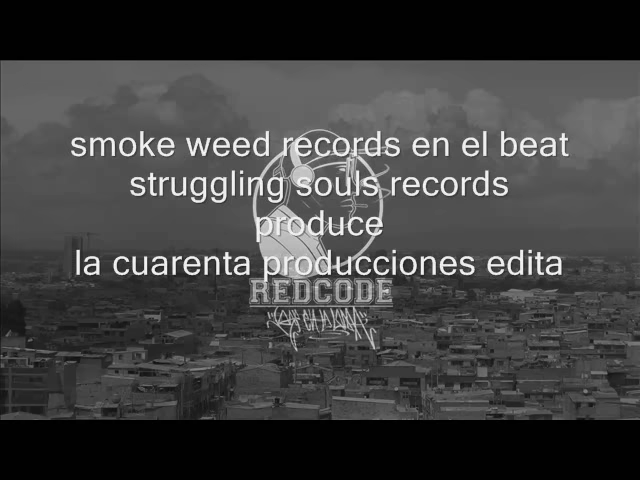 smoke weed records en el beat
struggling souls records
produce
la cuarenta producciones edita
REDCODE